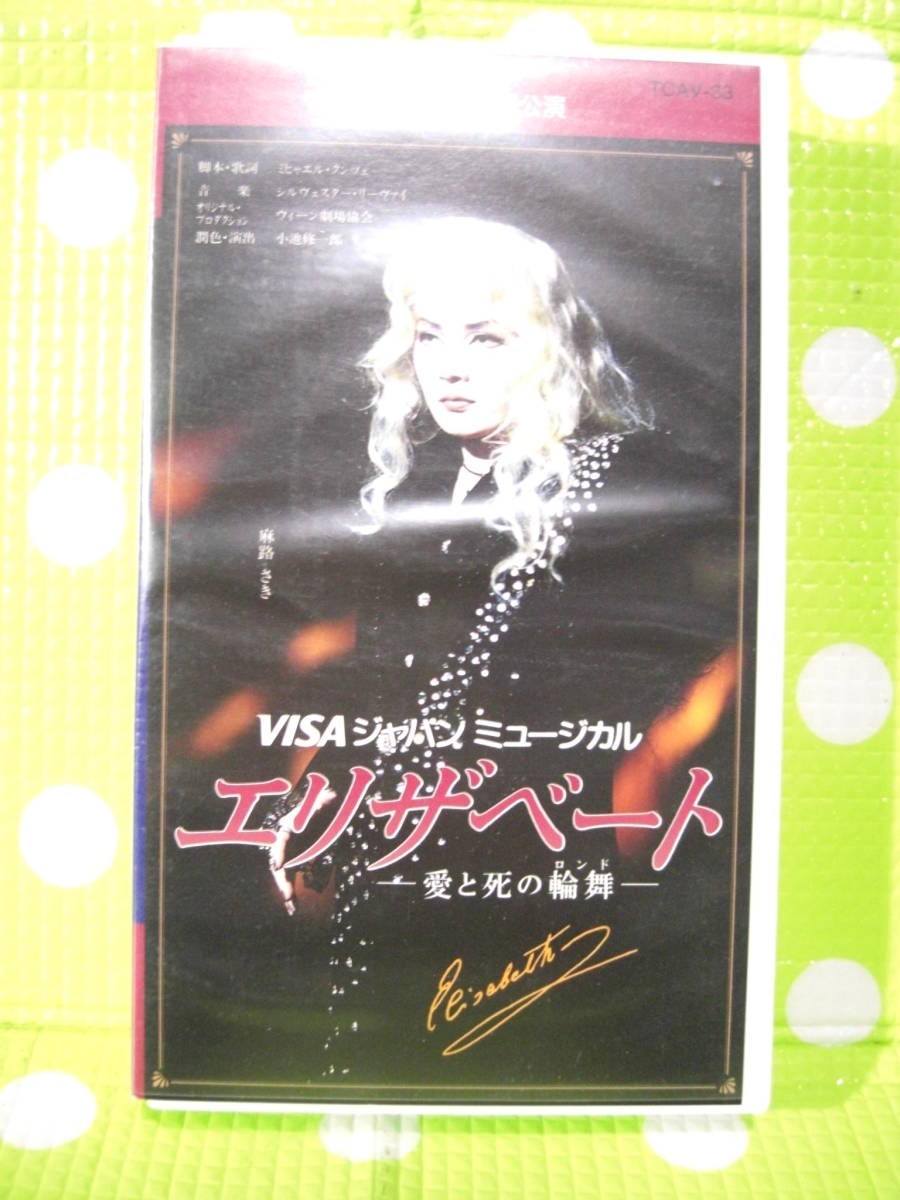 公演
TCAV-33
脚本・歌詞 ミヒャエル・クンツェ
音楽 シルヴェスター・リーヴァイ
オリジナル・プロダクション ウィーン劇場協会
潤色・演出 小池修一郎
麻路さき
VISAジャパン ミュージカル
エリザベート
ロンド
―愛と死の輪舞―
Elisabeth